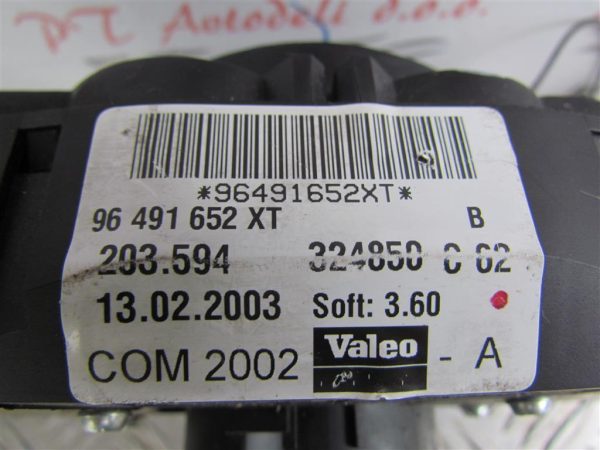 PT Avtodeli d.o.o.
*96491652XT*
96 491 652 XT B
203.594 324850 C 62
13.02.2003 Soft: 3.60
COM 2002 Valeo - A